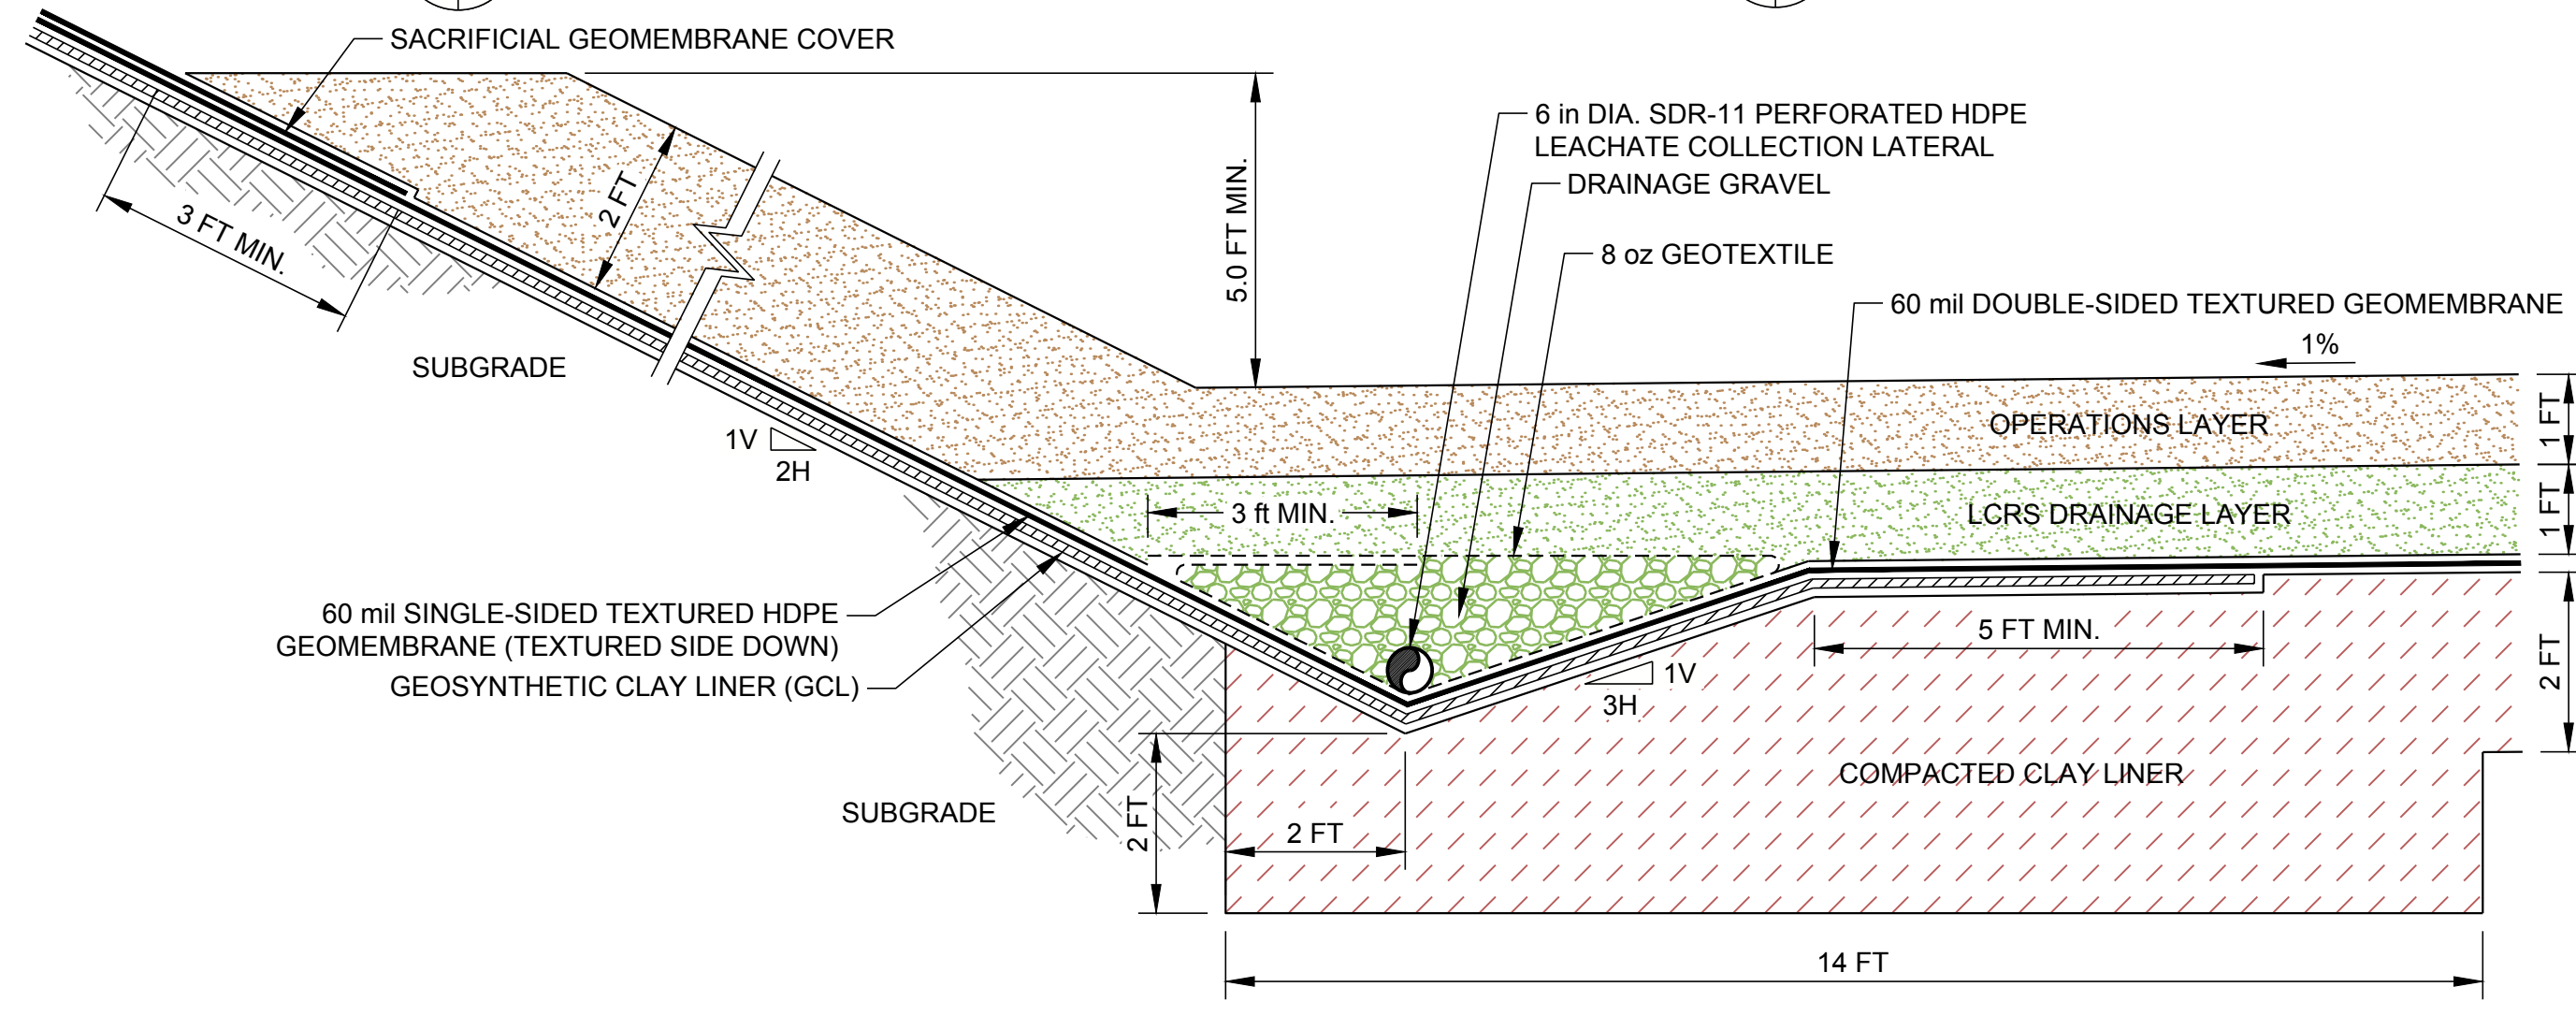 SACRIFICIAL GEOMEMBRANE COVER
6 in DIA. SDR-11 PERFORATED HDPE
LEACHATE COLLECTION LATERAL
DRAINAGE GRAVEL
5.0 FT MIN.
2 FT
3 FT MIN.
8 oz GEOTEXTILE
60 mil DOUBLE-SIDED TEXTURED GEOMEMBRANE
1%
SUBGRADE
OPERATIONS LAYER
1 FT
1V
2H
3 ft MIN.
LCRS DRAINAGE LAYER
1 FT
60 mil SINGLE-SIDED TEXTURED HDPE
GEOMEMBRANE (TEXTURED SIDE DOWN)
GEOSYNTHETIC CLAY LINER (GCL)
5 FT MIN.
1V
3H
2 FT
COMPACTED CLAY LINER
SUBGRADE
2 FT
2 FT
14 FT